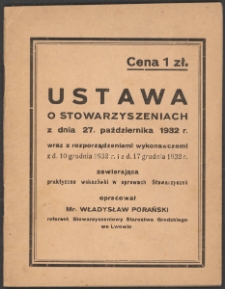 Cena 1 zł.
USTAWA
O STOWARZYSZENIACH
z dnia 27. października 1932 r.
wraz z rozporządzeniami wykonawczemi
z d. 10 grudnia 1932 r. i z d. 17 grudnia 1932 r.
zawierająca
praktyczne wskazówki w sprawach Stowarzyszeń
opracował
Mr. WŁADYSŁAW PORAŃSKI
referent Stowarzyszeniowy Starostwa Grodzkiego
we Lwowie